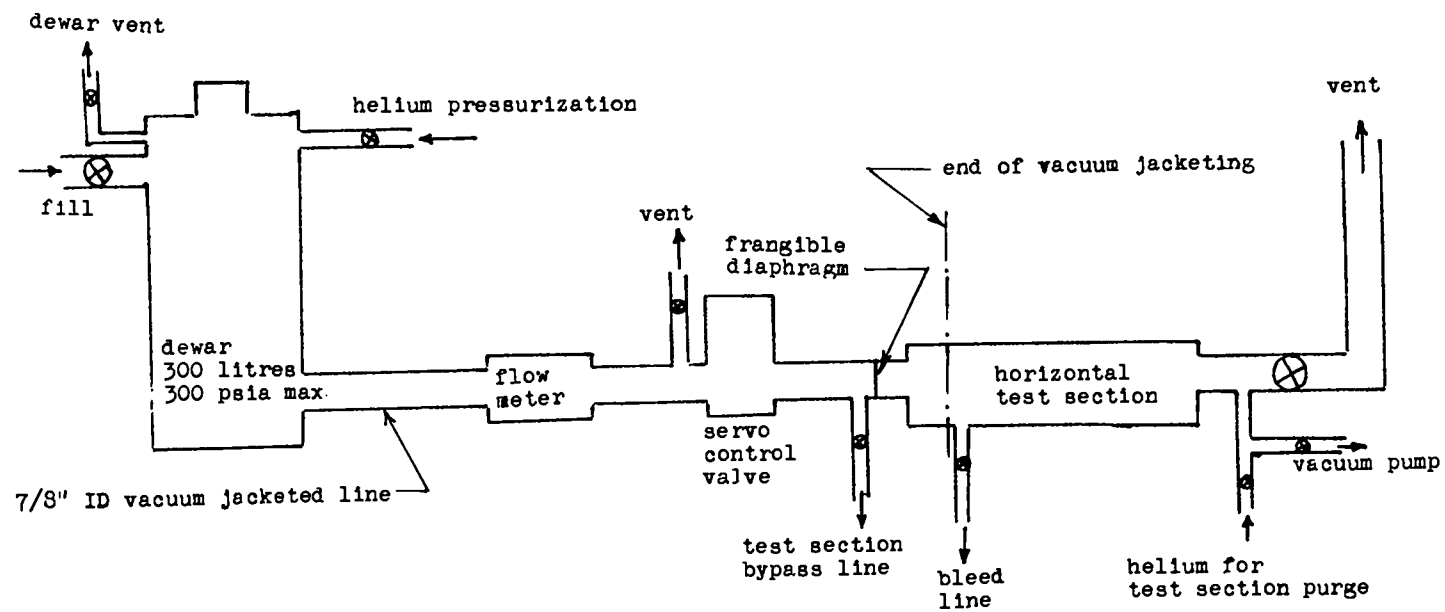 dewar vent
helium pressurization
fill
vent
end of vacuum jacketing
vent
frangible
diaphragm
dewar
300 litres
300 psia max.
flow
meter
horizontal
test section
servo
control
valve
vacuum pump
7/8" ID vacuum jacketed line
test section
bypass line
bleed
line
helium for
test section purge